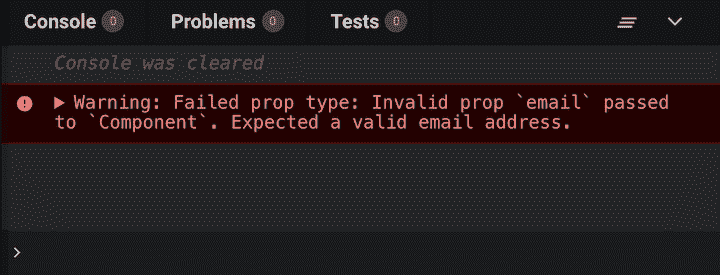 Console 0 Problems 0 Tests 0
Console was cleared
Warning: Failed prop type: Invalid prop `email` passed
to `Component`. Expected a valid email address.